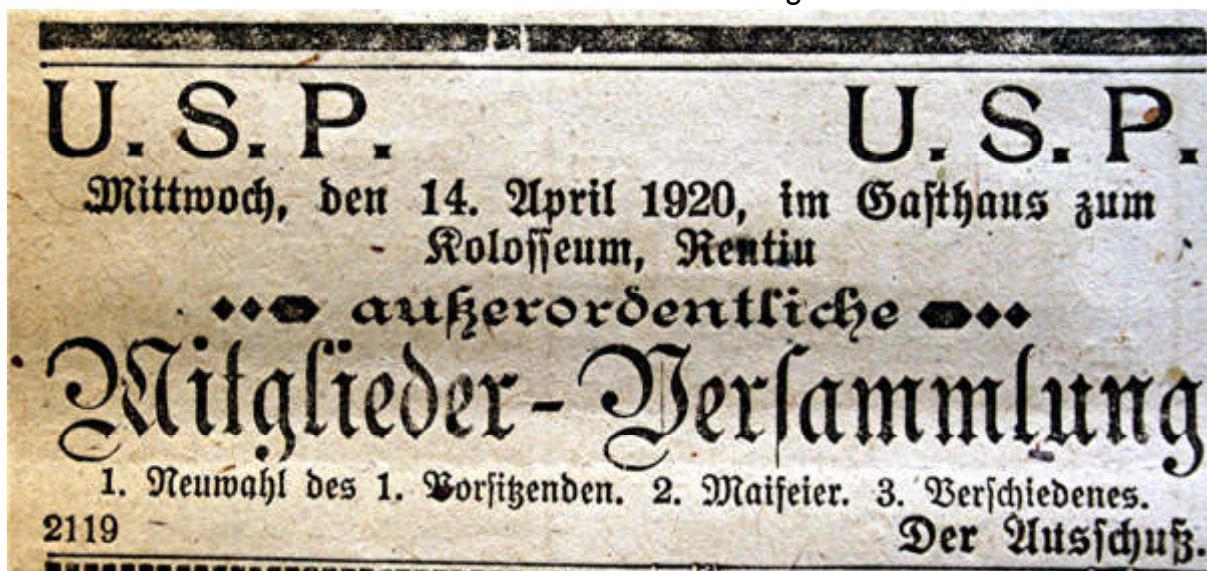 U. S. P. U. S. P.
Mittwoch, den 14. April 1920, im Gasthaus zum
Kolosseum, Rentin
außerordentliche
Mitglieder-Versammlung
1. Neuwahl des 1. Vorsitzenden. 2. Maifeier. 3. Verschiedenes.
2119 Der Ausschuß.